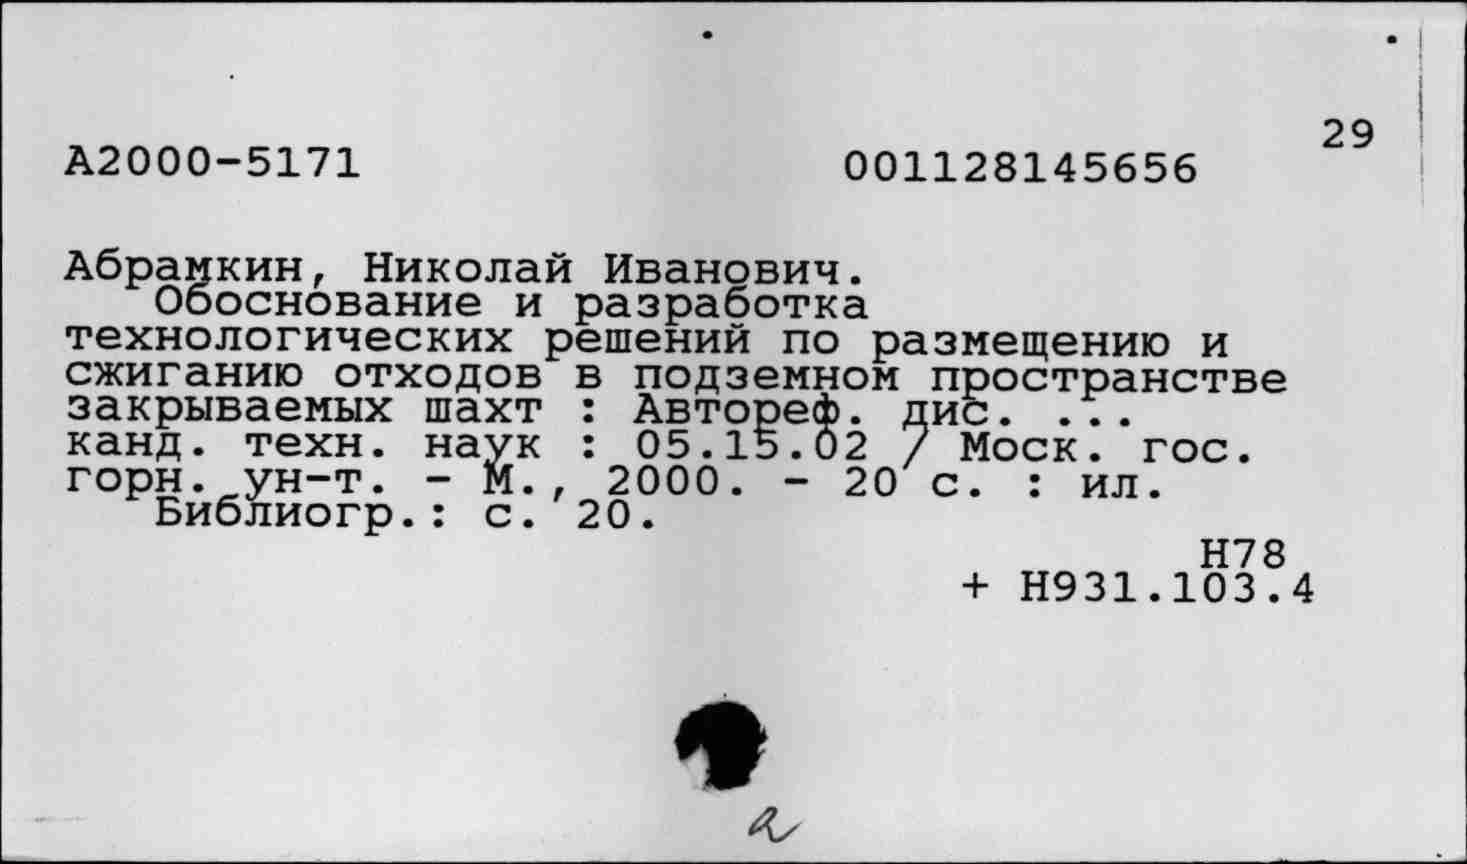 29
А2000-5171 001128145656
Абрамкин, Николай Иванович.
Обоснование и разработка
технологических решений по размещению и
сжиганию отходов в подземном пространстве
закрываемых шахт : Автореф. дис. ...
канд. техн. наук : 05.15.02 / Моск. гос.
горн. ун-т. - М., 2000. - 20 с. : ил.
Библиогр.: с. 20.
Н78
+ Н931.103.4